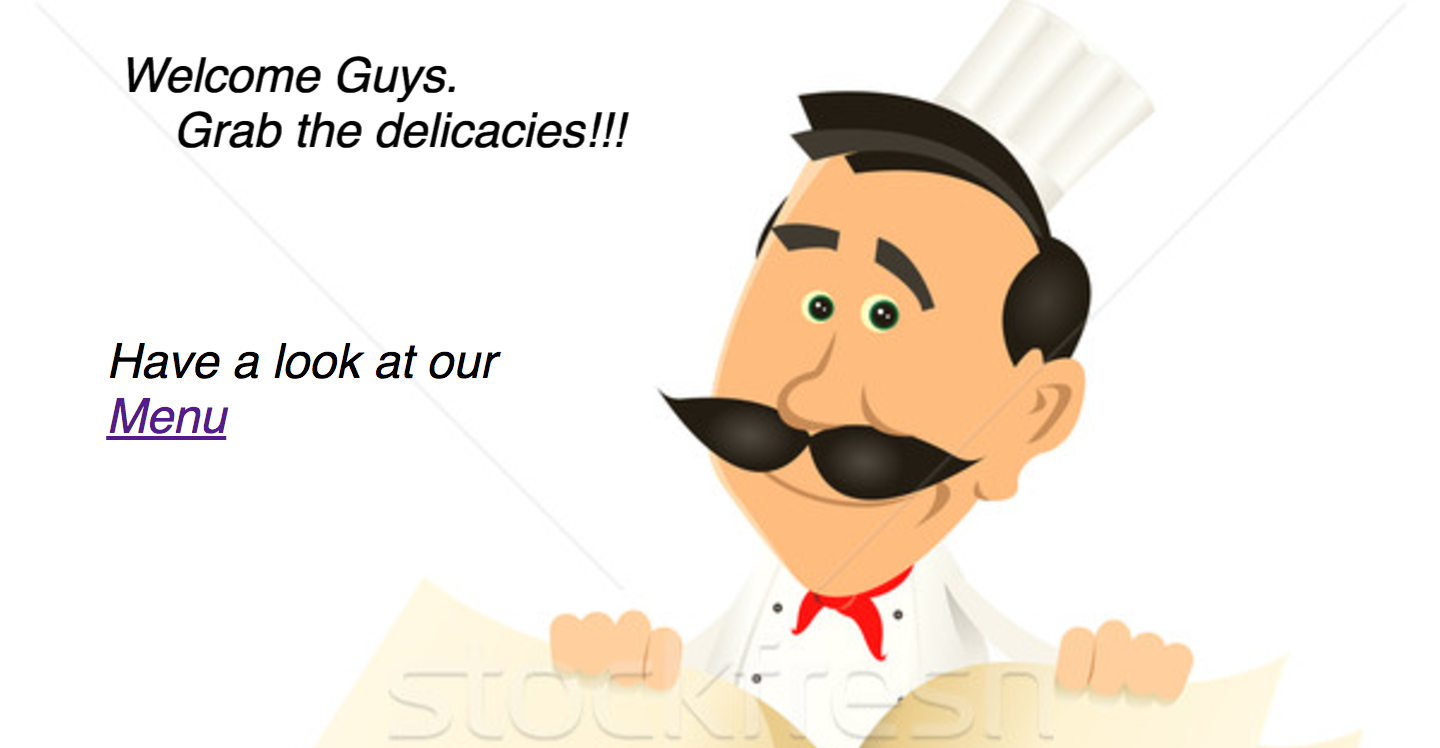 Welcome Guys.
Grab the delicacies!!!
Have a look at our
Menu
stockfresh